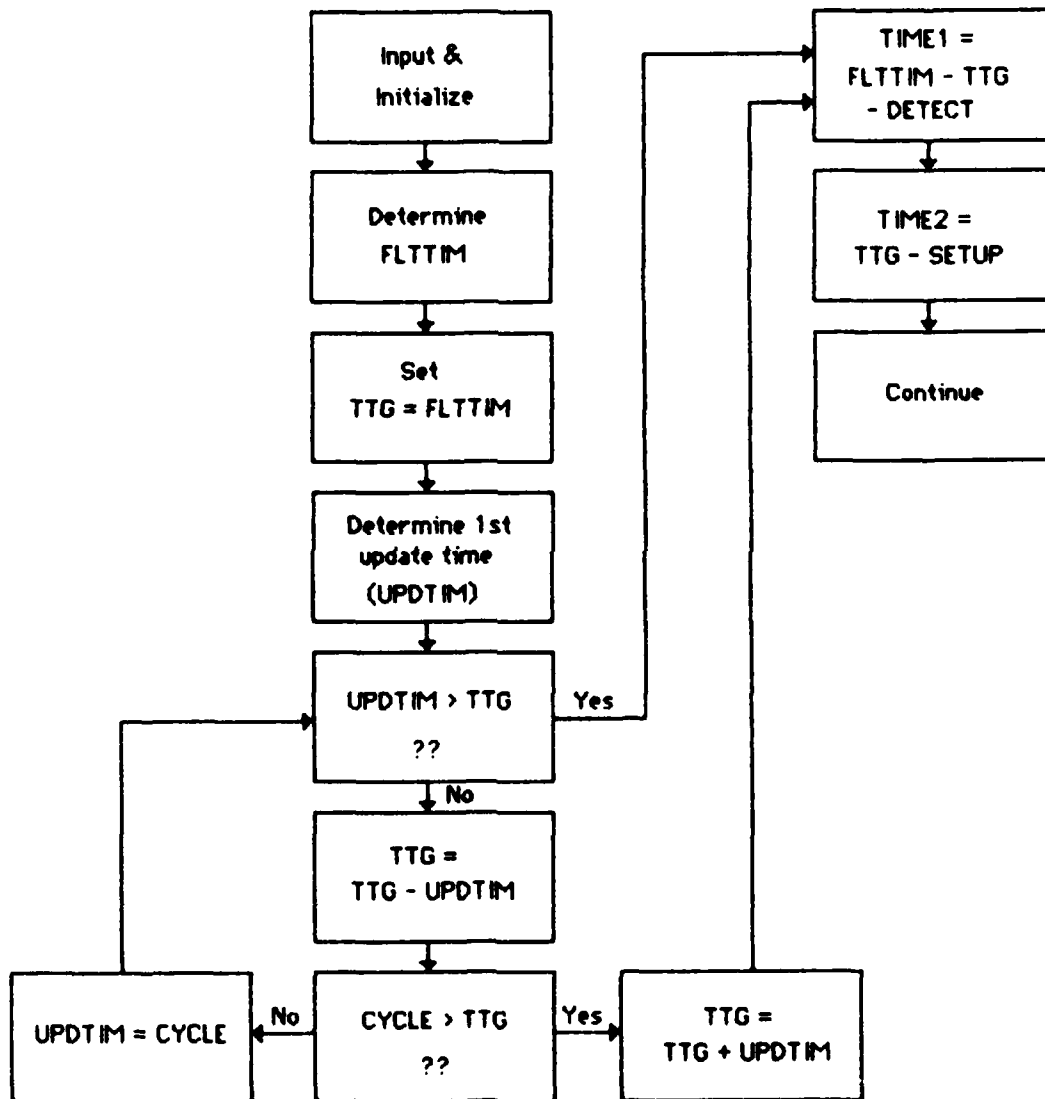 Input &
Initialize
Determine
FLTTIM
Set
TTG = FLTTIM
Determine 1st
update time
(UPDTIM)
UPDTIM > TTG
??
Yes
No
TTG =
TTG - UPDTIM
CYCLE > TTG
??
No
UPDTIM = CYCLE
Yes
TTG =
TTG + UPDTIM
TIME1 =
FLTTIM - TTG
- DETECT
TIME2 =
TTG - SETUP
Continue